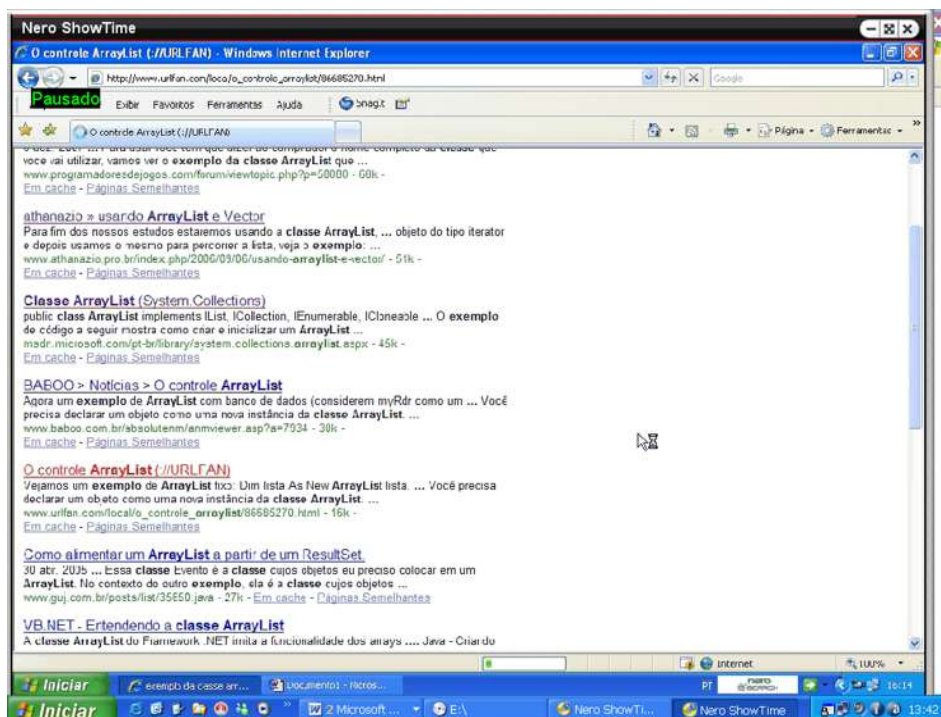 Nero ShowTime
O controle ArrayList (://URLFAN) - Windows Internet Explorer
http://www.urlfan.com/local/o_controle_arraylist/86685270.html
Google
Pausado
Exibir Favoritos Ferramentas Ajuda SnagIt
O controle ArrayList (://URLFAN)
Página Ferramentas
voce vai utilizar, vamos ver o exemplo da classe ArrayList que ...
www.programadoresdejogos.com/forum/viewtopic.php?p=50000 - 60k -
Em cache - Páginas Semelhantes
athanazio » usando ArrayList e Vector
Para fim dos nossos estudos estaremos usando a classe ArrayList, ... objeto do tipo iterator
e depois usamos o mesmo para percorrer a lista, veja o exemplo: ...
www.athanazio.pro.br/index.php/2006/09/06/usando-arraylist-e-vector/ - 51k -
Em cache - Páginas Semelhantes
Classe ArrayList (System.Collections)
public class ArrayList implements IList, ICollection, IEnumerable, ICloneable ... O exemplo
de código a seguir mostra como criar e inicializar um ArrayList ...
msdn.microsoft.com/pt-br/library/system.collections.arraylist.aspx - 45k -
Em cache - Páginas Semelhantes
BABOO > Notícias > O controle ArrayList
Agora um exemplo de ArrayList com banco de dados (considerem myRdr como um ... Você
precisa declarar um objeto como uma nova instância da classe ArrayList. ...
www.baboo.com.br/absolutenm/anmviewer.asp?a=7934 - 30k -
Em cache - Páginas Semelhantes
O controle ArrayList (://URLFAN)
Vejamos um exemplo de ArrayList fixo: Dim lista As New ArrayList lista. ... Você precisa
declarar um objeto como uma nova instância da classe ArrayList. ...
www.urlfan.com/local/o_controle_arraylist/86685270.html - 16k -
Em cache - Páginas Semelhantes
Como alimentar um ArrayList a partir de um ResultSet.
30 abr. 2005 ... Essa classe Evento é a classe cujos objetos eu preciso colocar em um
ArrayList. No contexto do outro exemplo, ela é a classe cujos objetos ...
www.guj.com.br/posts/list/35650.java - 27k - Em cache - Páginas Semelhantes
VB.NET - Entendendo a classe ArrayList
A classe ArrayList do Framework .NET imita a funcionalidade dos arrays .... Java - Criando
Internet 100%
Iniciar exemplo da classe arr... Documento1 - Micros... PT 16:14
Iniciar 2 Microsoft ... E:\ Nero ShowTi... Nero ShowTime 13:42